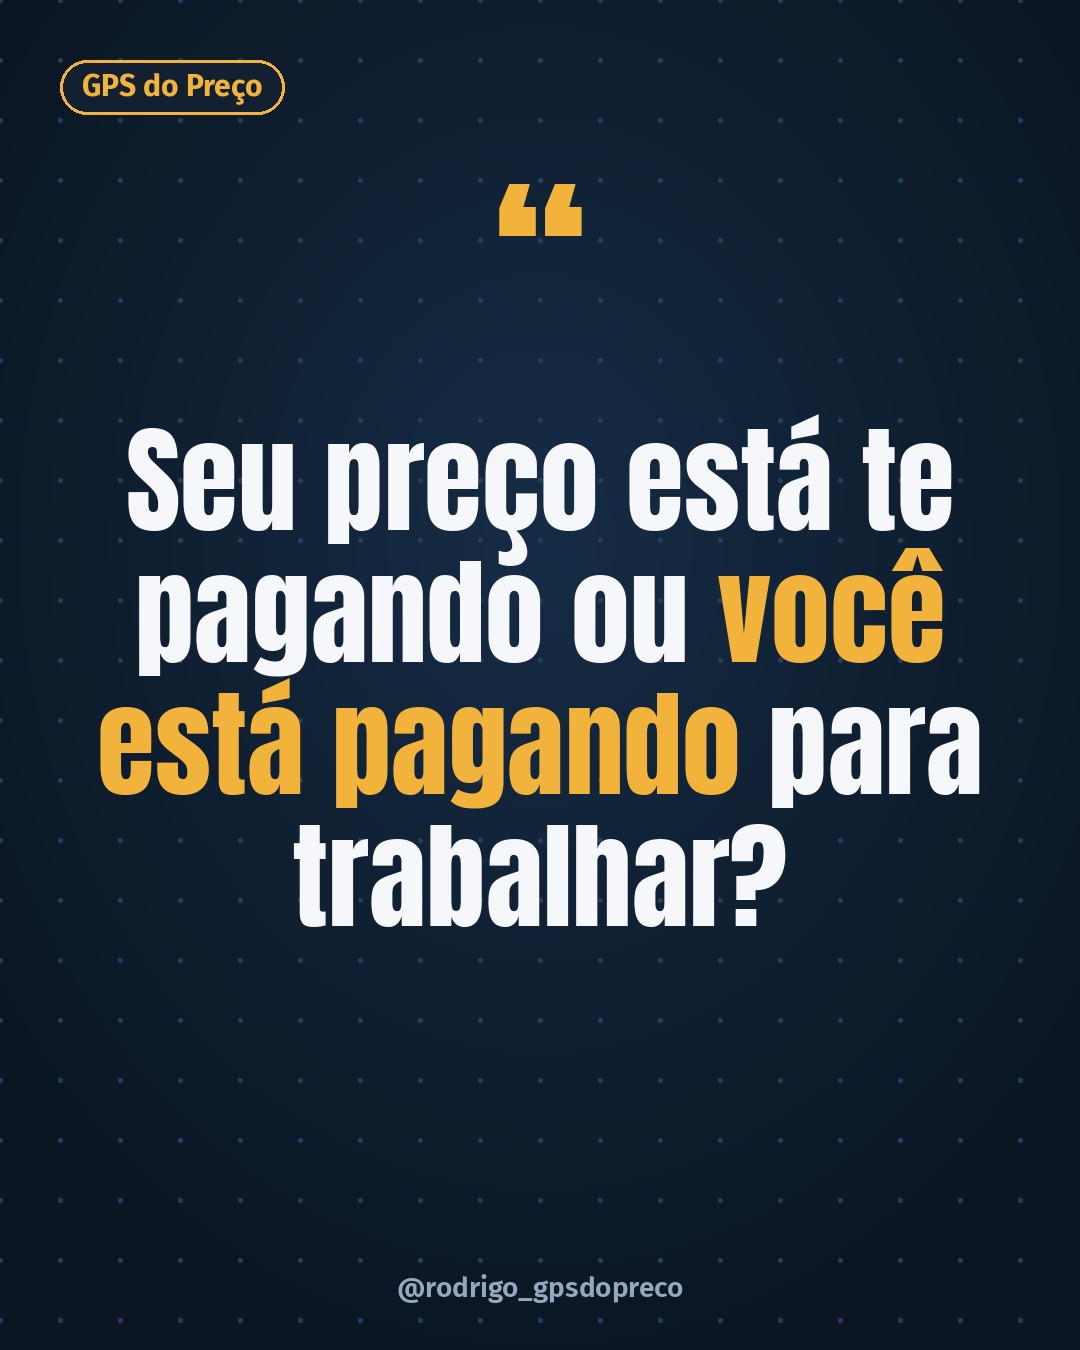 GPS do Preço
“
Seu preço está te
pagando ou você
está pagando para
trabalhar?
@rodrigo_gpsdopreco